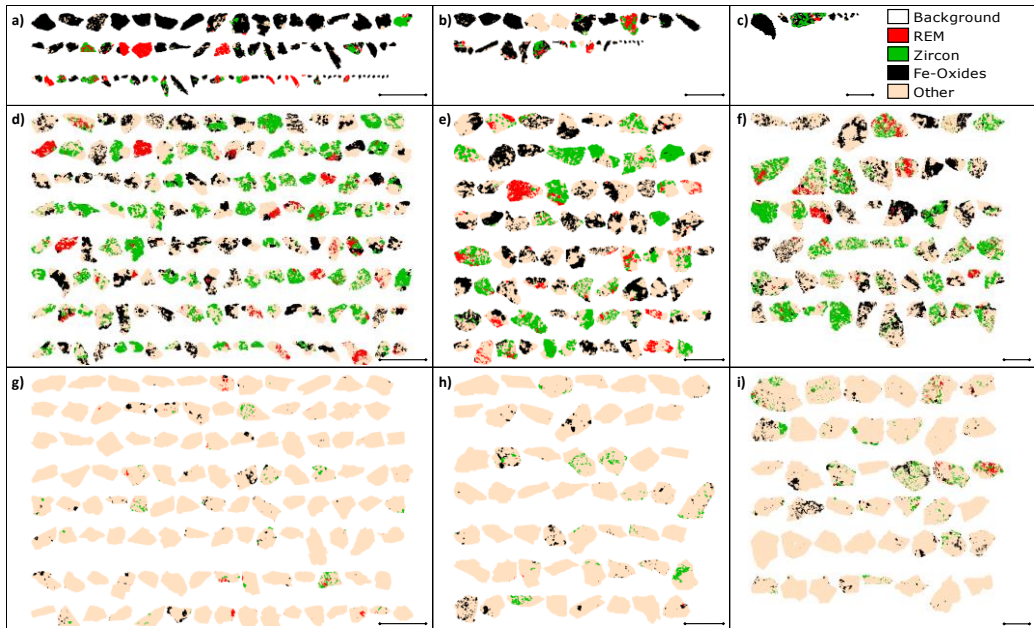 a)
b)
c)
Background
REM
Zircon
Fe-Oxides
Other
d)
e)
f)
g)
h)
i)